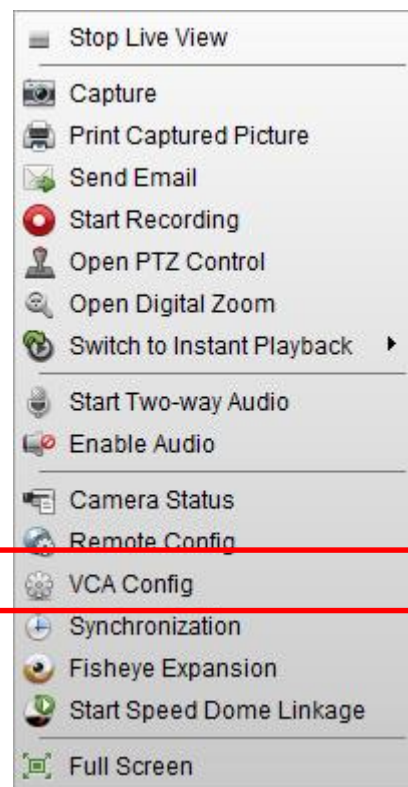 Stop Live View
Capture
Print Captured Picture
Send Email
Start Recording
Open PTZ Control
Open Digital Zoom
Switch to Instant Playback
Start Two-way Audio
Enable Audio
Camera Status
Remote Config
VCA Config
Synchronization
Fisheye Expansion
Start Speed Dome Linkage
Full Screen